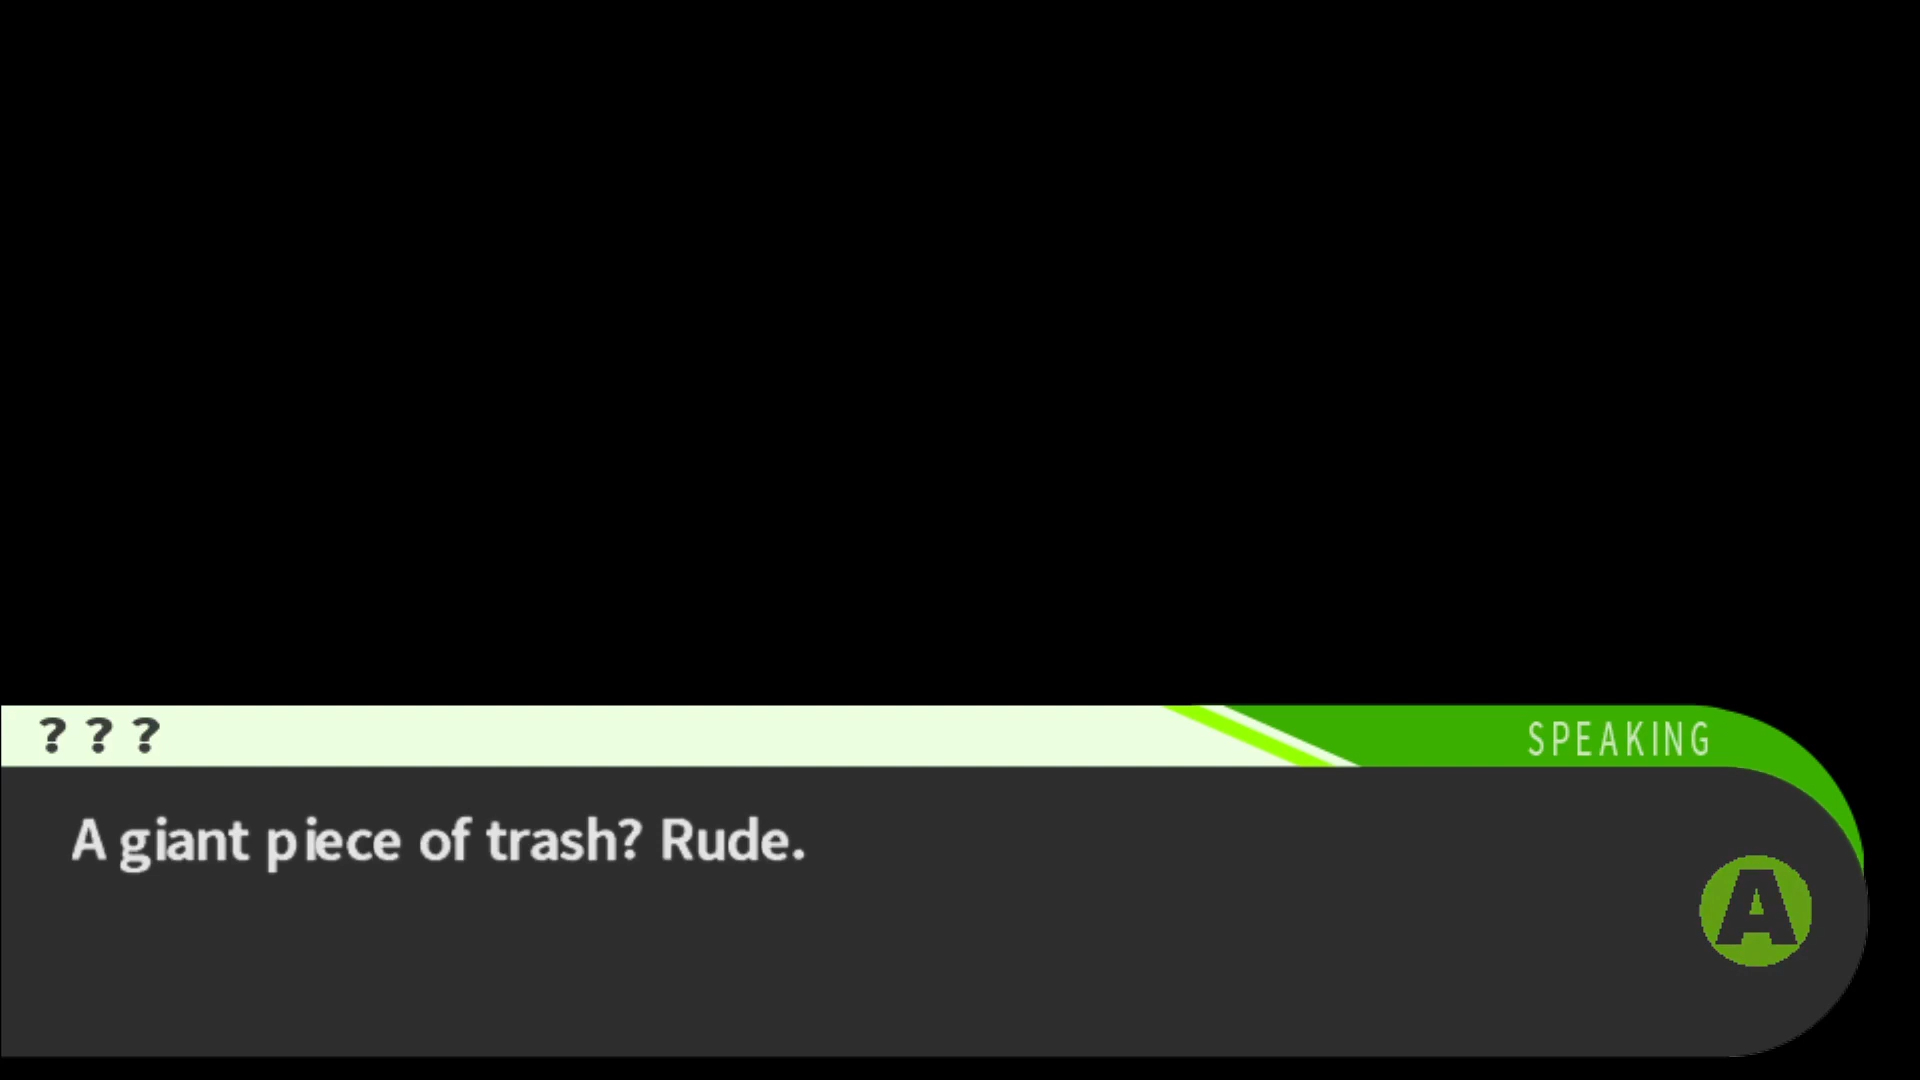 ? ? ?
SPEAKING
A giant piece of trash? Rude.
A